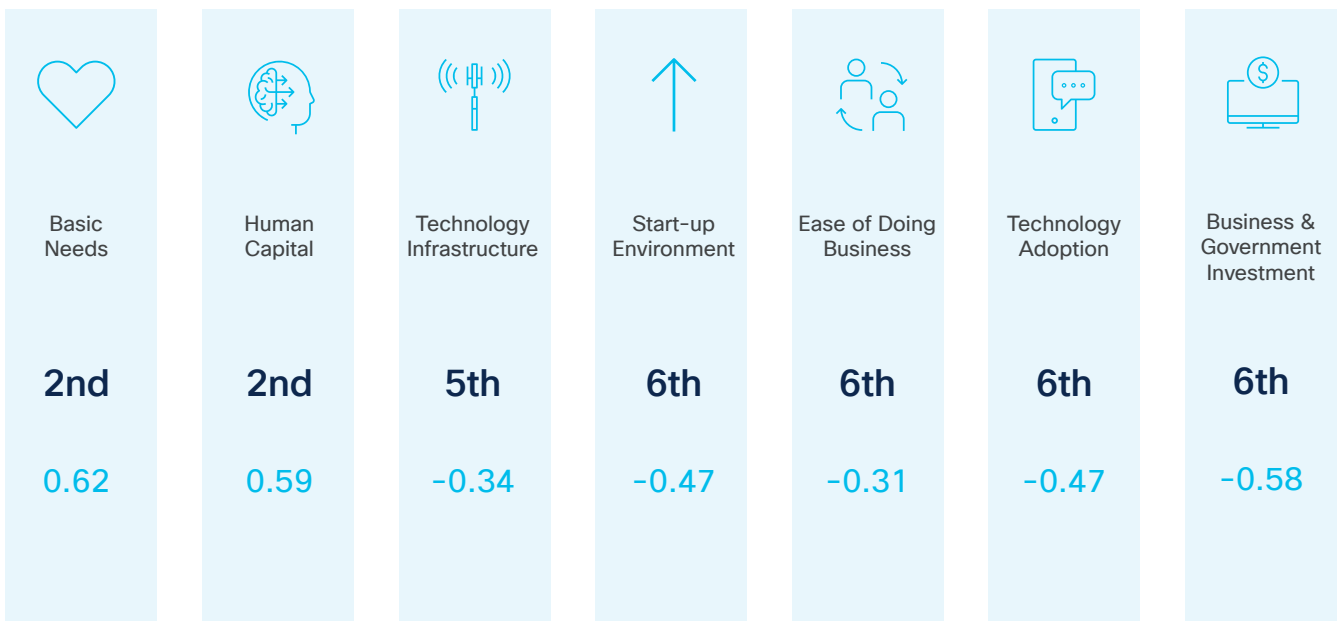 Basic
Needs
2nd
0.62
Human
Capital
2nd
0.59
Technology
Infrastructure
5th
-0.34
Start-up
Environment
6th
-0.47
Ease of Doing
Business
6th
-0.31
Technology
Adoption
6th
-0.47
Business &
Government
Investment
6th
-0.58
$